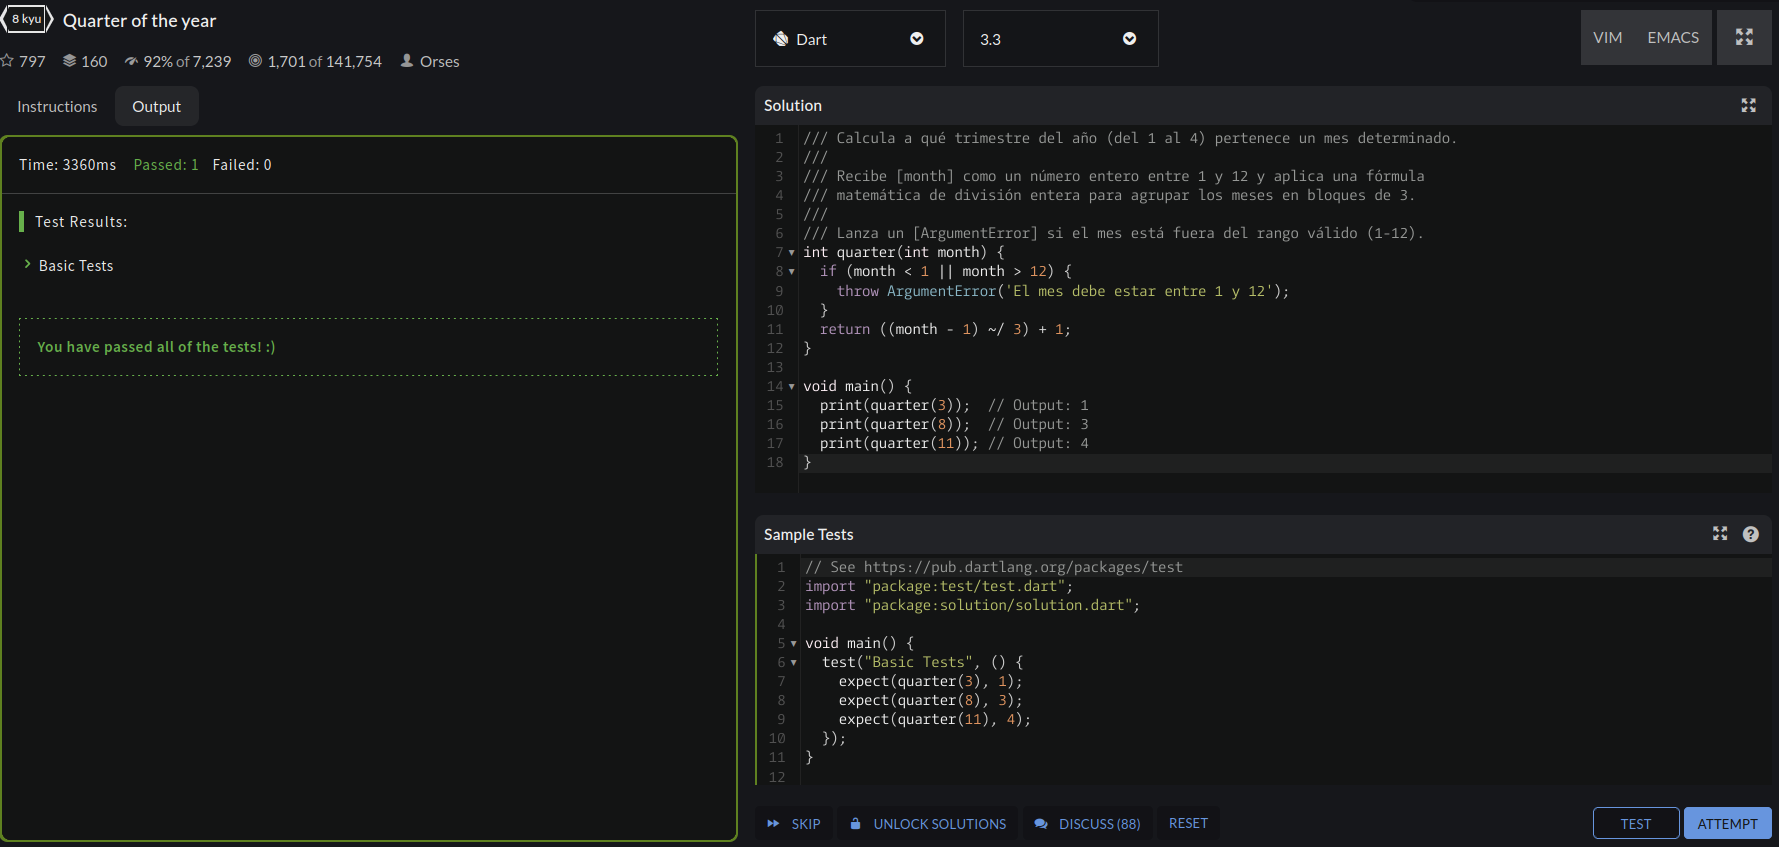 8 kyu Quarter of the year
797 160 92% of 7,239 1,701 of 141,754 Orses
Instructions Output
Time: 3360ms Passed: 1 Failed: 0
Test Results:
Basic Tests
You have passed all of the tests! :)
Dart 3.3 VIM EMACS
Solution
1 /// Calcula a qué trimestre del año (del 1 al 4) pertenece un mes determinado.
2 ///
3 /// Recibe [month] como un número entero entre 1 y 12 y aplica una fórmula
4 /// matemática de división entera para agrupar los meses en bloques de 3.
5 ///
6 /// Lanza un [ArgumentError] si el mes está fuera del rango válido (1-12).
7 int quarter(int month) {
8   if (month < 1 || month > 12) {
9     throw ArgumentError('El mes debe estar entre 1 y 12');
10   }
11   return ((month - 1) ~/ 3) + 1;
12 }
13
14 void main() {
15   print(quarter(3));  // Output: 1
16   print(quarter(8));  // Output: 3
17   print(quarter(11)); // Output: 4
18 }
Sample Tests
1 // See https://pub.dartlang.org/packages/test
2 import "package:test/test.dart";
3 import "package:solution/solution.dart";
4
5 void main() {
6   test("Basic Tests", () {
7     expect(quarter(3), 1);
8     expect(quarter(8), 3);
9     expect(quarter(11), 4);
10   });
11 }
12
SKIP UNLOCK SOLUTIONS DISCUSS (88) RESET TEST ATTEMPT